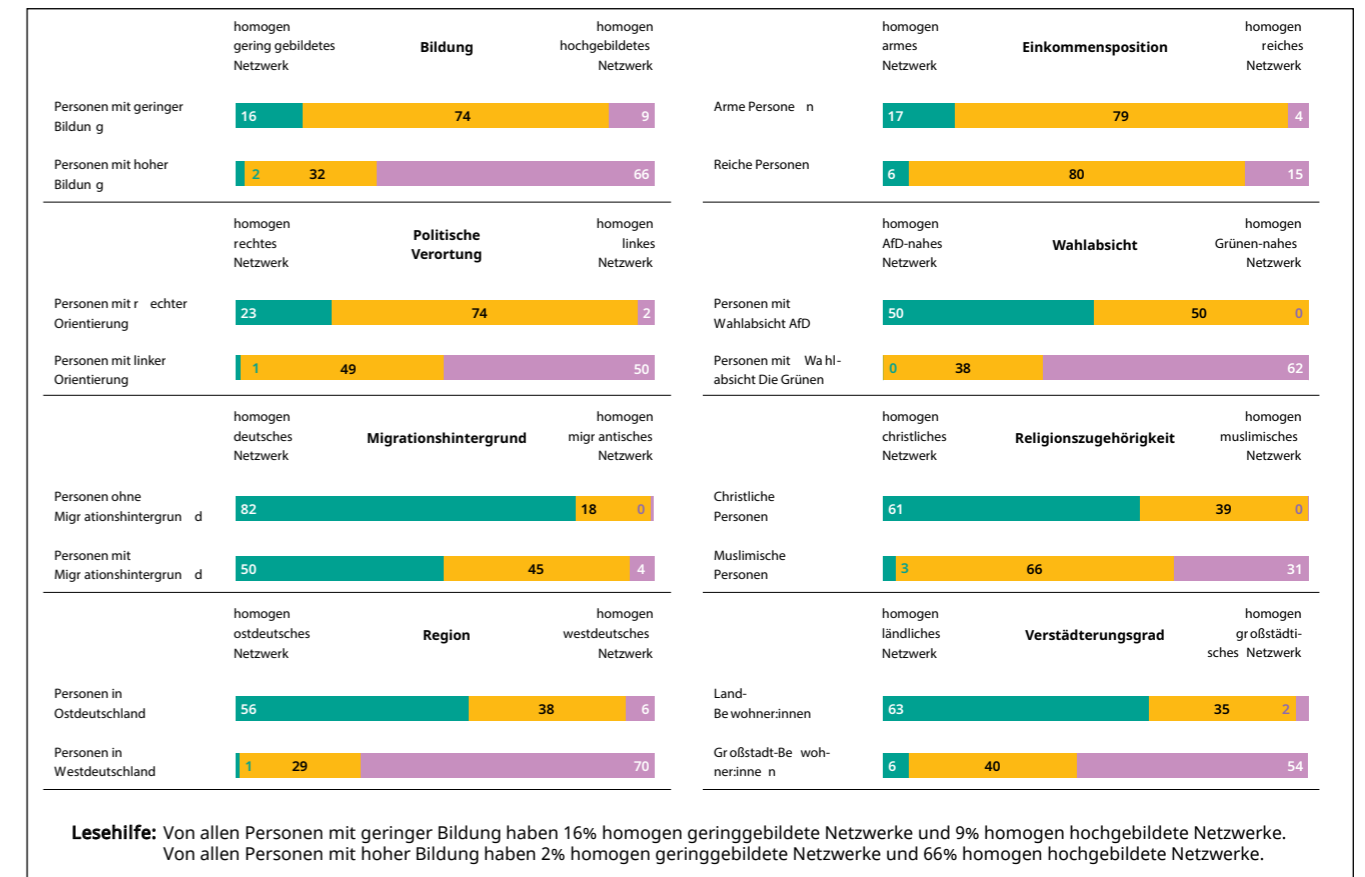 homogen
gering gebildetes
Netzwerk
Bildung
homogen
hochgebildetes
Netzwerk
Personen mit geringer
Bildun g
16 74 9
Personen mit hoher
Bildun g
2 32 66
homogen
armes
Netzwerk
Einkommensposition
homogen
reiches
Netzwerk
Arme Persone n
17 79 4
Reiche Personen
6 80 15
homogen
rechtes
Netzwerk
Politische
Verortung
homogen
linkes
Netzwerk
Personen mit r echter
Orientierung
23 74 2
Personen mit linker
Orientierung
1 49 50
homogen
AfD-nahes
Netzwerk
Wahlabsicht
homogen
Grünen-nahes
Netzwerk
Personen mit
Wahlabsicht AfD
50 50 0
Personen mit Wa hl-
absicht Die Grünen
0 38 62
homogen
deutsches
Netzwerk
Migrationshintergrund
homogen
migr antisches
Netzwerk
Personen ohne
Migr ationshintergrun d
82 18 0
Personen mit
Migr ationshintergrun d
50 45 4
homogen
christliches
Netzwerk
Religionszugehörigkeit
homogen
muslimisches
Netzwerk
Christliche
Personen
61 39 0
Muslimische
Personen
3 66 31
homogen
ostdeutsches
Netzwerk
Region
homogen
westdeutsches
Netzwerk
Personen in
Ostdeutschland
56 38 6
Personen in
Westdeutschland
1 29 70
homogen
ländliches
Netzwerk
Verstädterungsgrad
homogen
gr oßstädti-
sches Netzwerk
Land-
Be wohner:innen
63 35 2
Gr oßstadt-Be woh-
ner:inne n
6 40 54
Lesehilfe: Von allen Personen mit geringer Bildung haben 16% homogen geringgebildete Netzwerke und 9% homogen hochgebildete Netzwerke.
Von allen Personen mit hoher Bildung haben 2% homogen geringgebildete Netzwerke und 66% homogen hochgebildete Netzwerke.